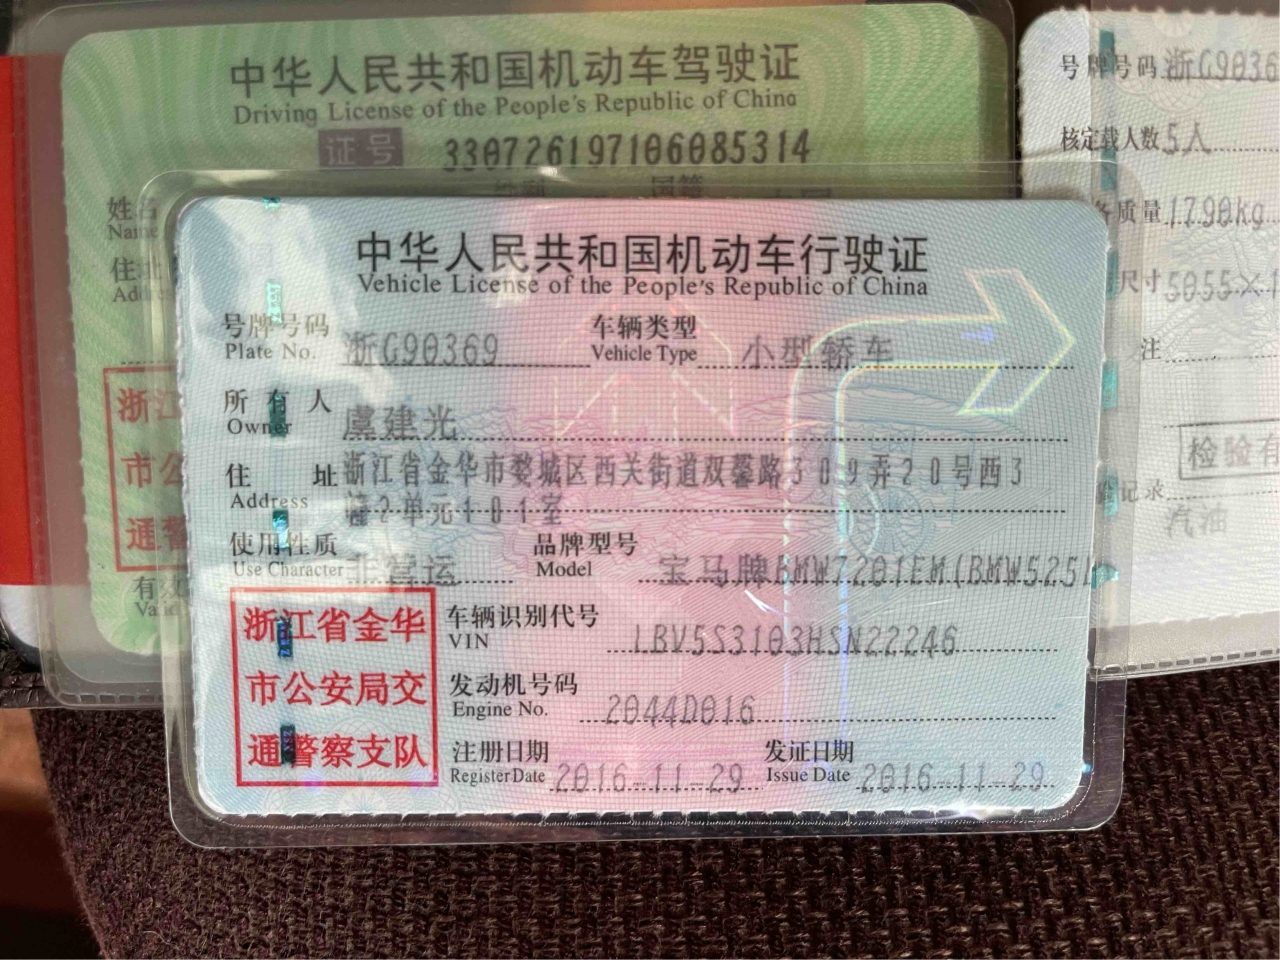 中华人民共和国机动车驾驶证
Driving License of the People's Republic of China
证号 330726197106085314
姓名
Name
住址
浙江
市公
通警
中华人民共和国机动车行驶证
Vehicle License of the People's Republic of China
号牌号码 浙G90369 车辆类型 小型轿车
Plate No. Vehicle Type
所有人 虞建光
Owner
住址 浙江省金华市婺城区西关街道双馨路309弄20号西3
Address 幢2单元101室
使用性质 非营运 品牌型号 宝马牌BMW7201EM(BMW525L
Use Character Model
浙江省金华
市公安局交
通警察支队
车辆识别代号 LBV5S3103HSN22246
VIN
发动机号码 2044D016
Engine No.
注册日期 2016-11-29 发证日期 2016-11-29
Register Date Issue Date
号牌号码 浙G9036
核定载人数 5人
质量 1790kg
尺寸 5055×1
注
检验有
记录
汽油